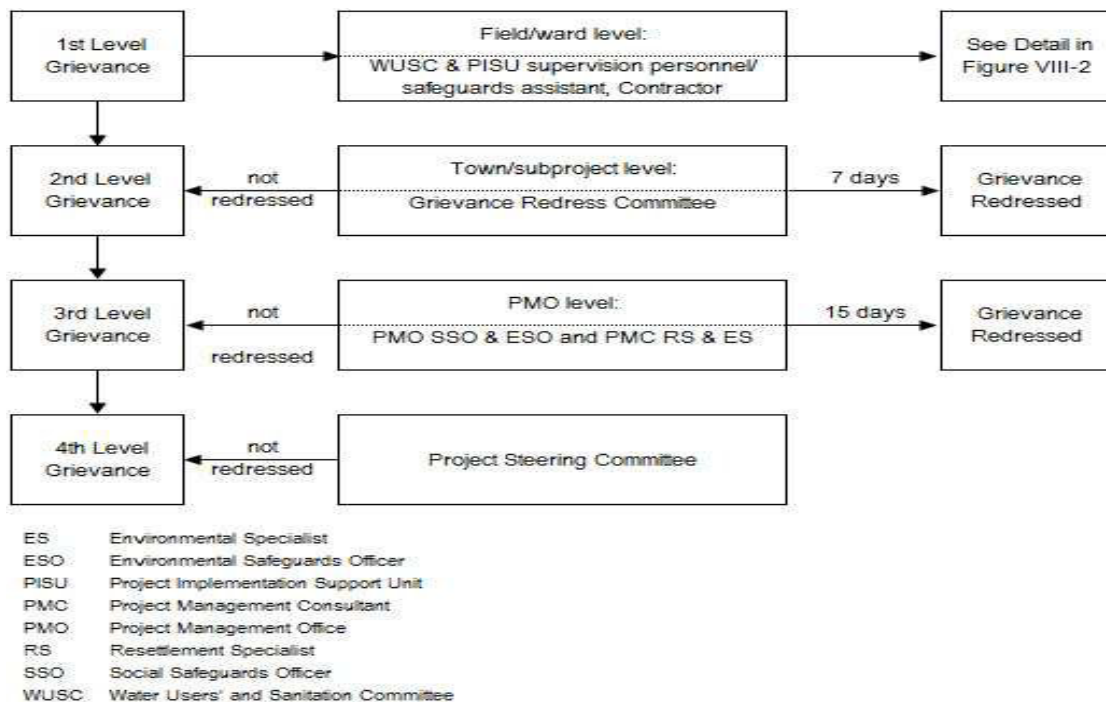 1st Level
Grievance
Field/ward level:
WUSC & PISU supervision personnel/
safeguards assistant, Contractor
See Detail in
Figure VIII-2
2nd Level
Grievance
not
redressed
Town/subproject level:
Grievance Redress Committee
7 days
Grievance
Redressed
3rd Level
Grievance
not
redressed
PMO level:
PMO SSO & ESO and PMC RS & ES
15 days
Grievance
Redressed
4th Level
Grievance
not
redressed
Project Steering Committee
ES Environmental Specialist
ESO Environmental Safeguards Officer
PISU Project Implementation Support Unit
PMC Project Management Consultant
PMO Project Management Office
RS Resettlement Specialist
SSO Social Safeguards Officer
WUSC Water Users' and Sanitation Committee